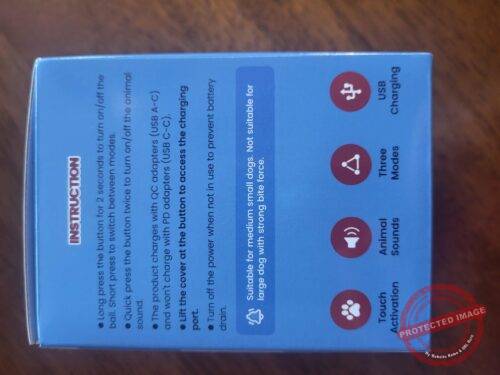 INSTRUCTION
● Long press the button for 2 seconds to turn on/off the
ball. Short press to switch between modes.
● Quick press the button twice to turn on/off the animal
sound.
● The product charges with QC adapters (USB A-C)
and won't charge with PD adapters (USB C-C).
● Lift the cover at the button to access the charging
port.
● Turn off the power when not in use to prevent battery
drain.
Suitable for medium small dogs. Not suitable for
large dog with strong bite force.
Touch
Activation
Animal
Sounds
Three
Modes
USB
Charging
PROTECTED IMAGE